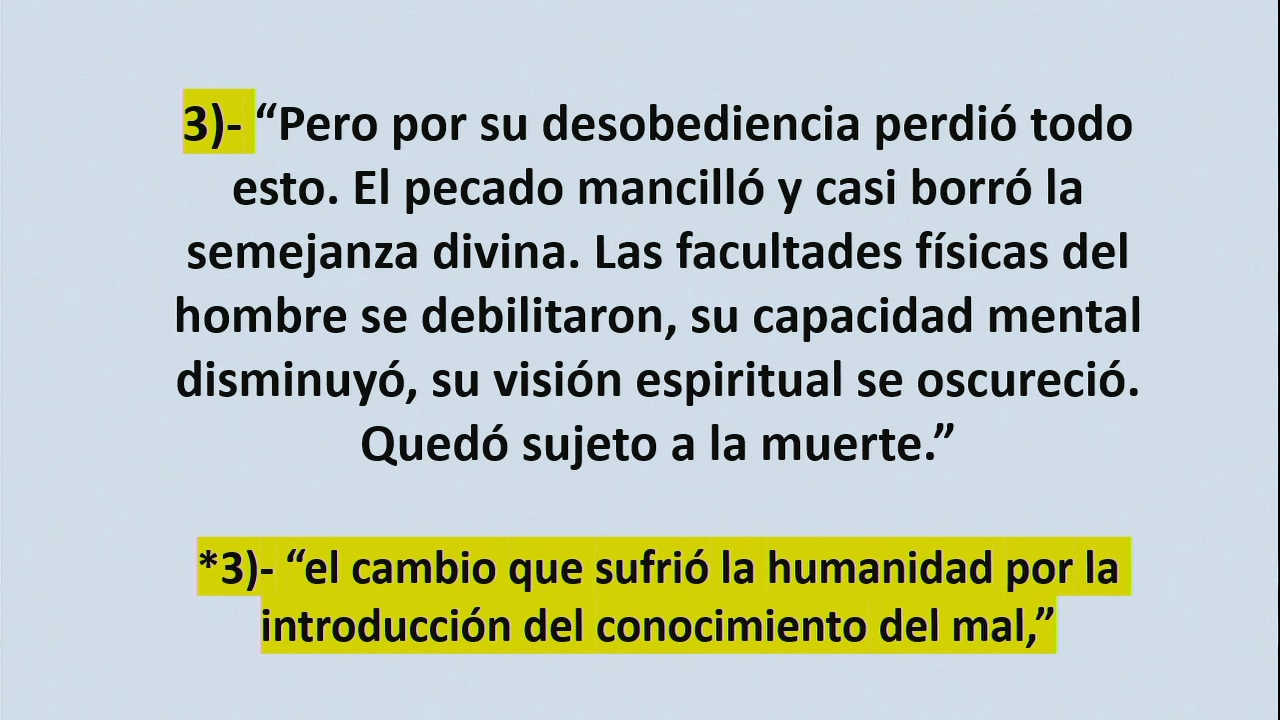 3)- “Pero por su desobediencia perdió todo
esto. El pecado mancilló y casi borró la
semejanza divina. Las facultades físicas del
hombre se debilitaron, su capacidad mental
disminuyó, su visión espiritual se oscureció.
Quedó sujeto a la muerte.”
*3)- “el cambio que sufrió la humanidad por la
introducción del conocimiento del mal,”